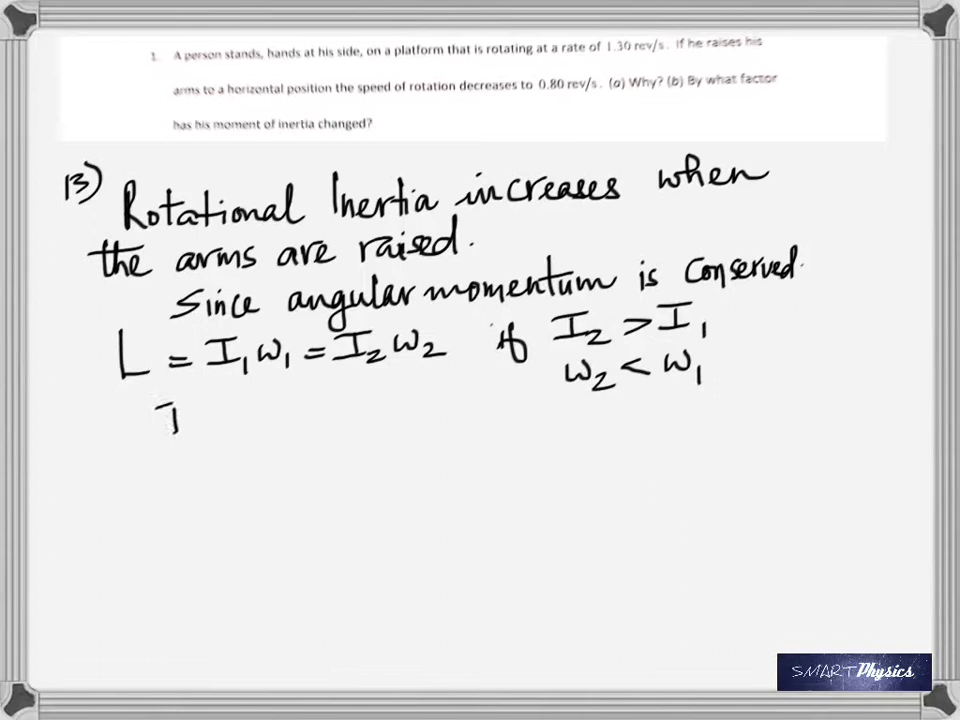 1. A person stands, hands at his side, on a platform that is rotating at a rate of 1.30 rev/s. If he raises his
arms to a horizontal position the speed of rotation decreases to 0.80 rev/s. (a) Why? (b) By what factor
has his moment of inertia changed?
13) Rotational Inertia increases when
the arms are raised.
Since angular momentum is conserved.
L = I₁ω₁ = I₂ω₂ if I₂ > I₁
ω₂ < ω₁
I
SMARTPhysics